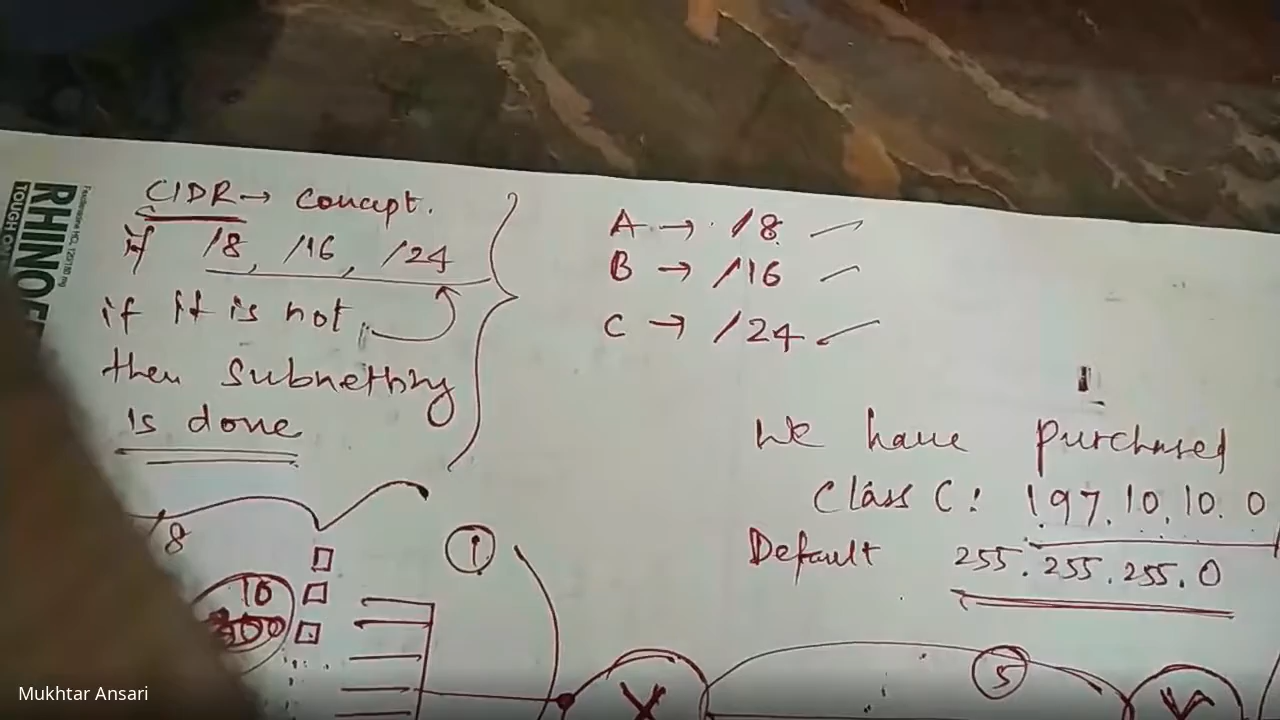 CIDR → Concept.
if /8, /16, /24
if it is not
then Subnetting
is done
A → /8
B → /16
C → /24
We have purchased
Class C: 197.10.10.0
Default 255.255.255.0
/8
1
10
5
X
Y
RHINO
TOUGH O
Mukhtar Ansari